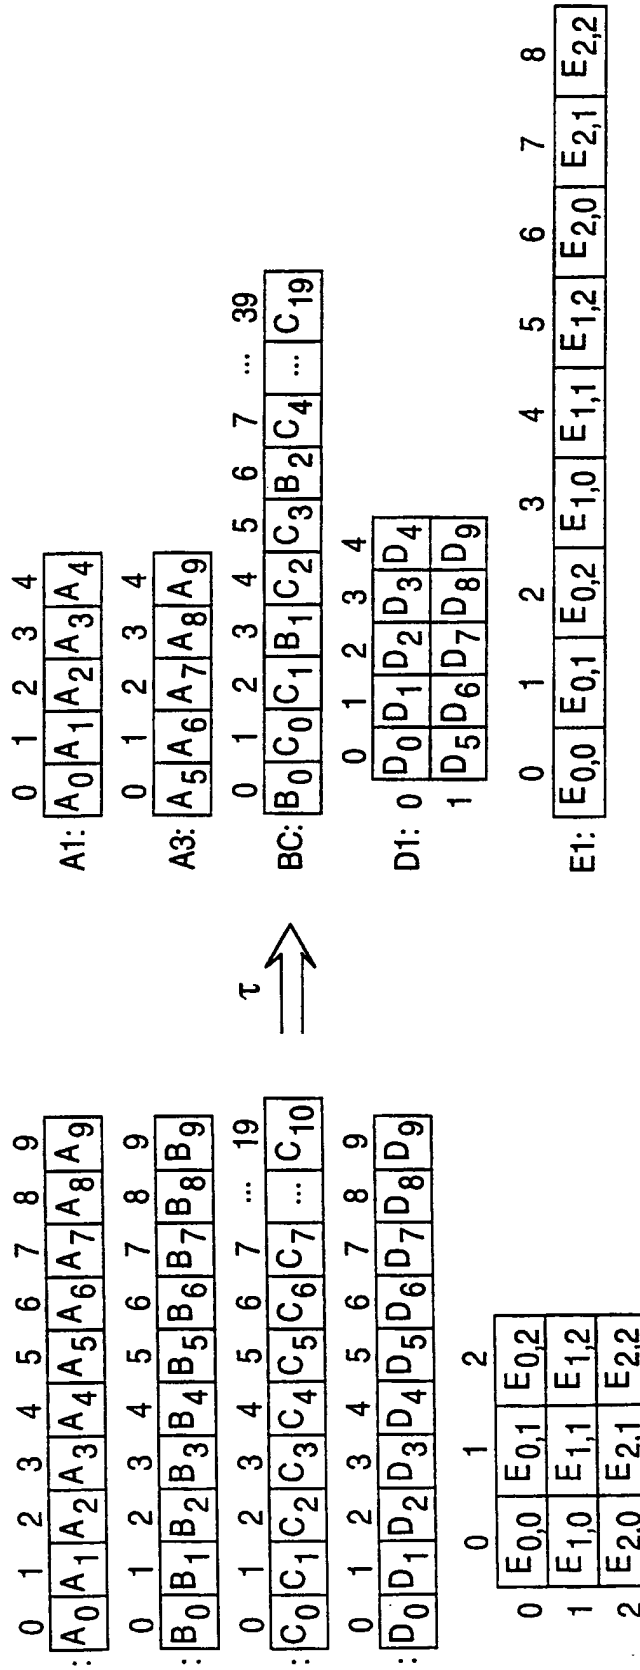 0 1 2 3 4 5 6 7 8 9
: A0 A1 A2 A3 A4 A5 A6 A7 A8 A9
0 1 2 3 4 5 6 7 8 9
: B0 B1 B2 B3 B4 B5 B6 B7 B8 B9
0 1 2 3 4 5 6 7 ... 19
: C0 C1 C2 C3 C4 C5 C6 C7 ... C10
0 1 2 3 4 5 6 7 8 9
: D0 D1 D2 D3 D4 D5 D6 D7 D8 D9
0 1 2
0 E0,0 E0,1 E0,2
1 E1,0 E1,1 E1,2
2 E2,0 E2,1 E2,2
τ
0 1 2 3 4
A1: A0 A1 A2 A3 A4
0 1 2 3 4
A3: A5 A6 A7 A8 A9
0 1 2 3 4 5 6 7 ... 39
BC: B0 C0 C1 B1 C2 C3 B2 C4 ... C19
0 1 2 3 4
D1: 0 D0 D1 D2 D3 D4
1 D5 D6 D7 D8 D9
0 1 2 3 4 5 6 7 8
E1: E0,0 E0,1 E0,2 E1,0 E1,1 E1,2 E2,0 E2,1 E2,2